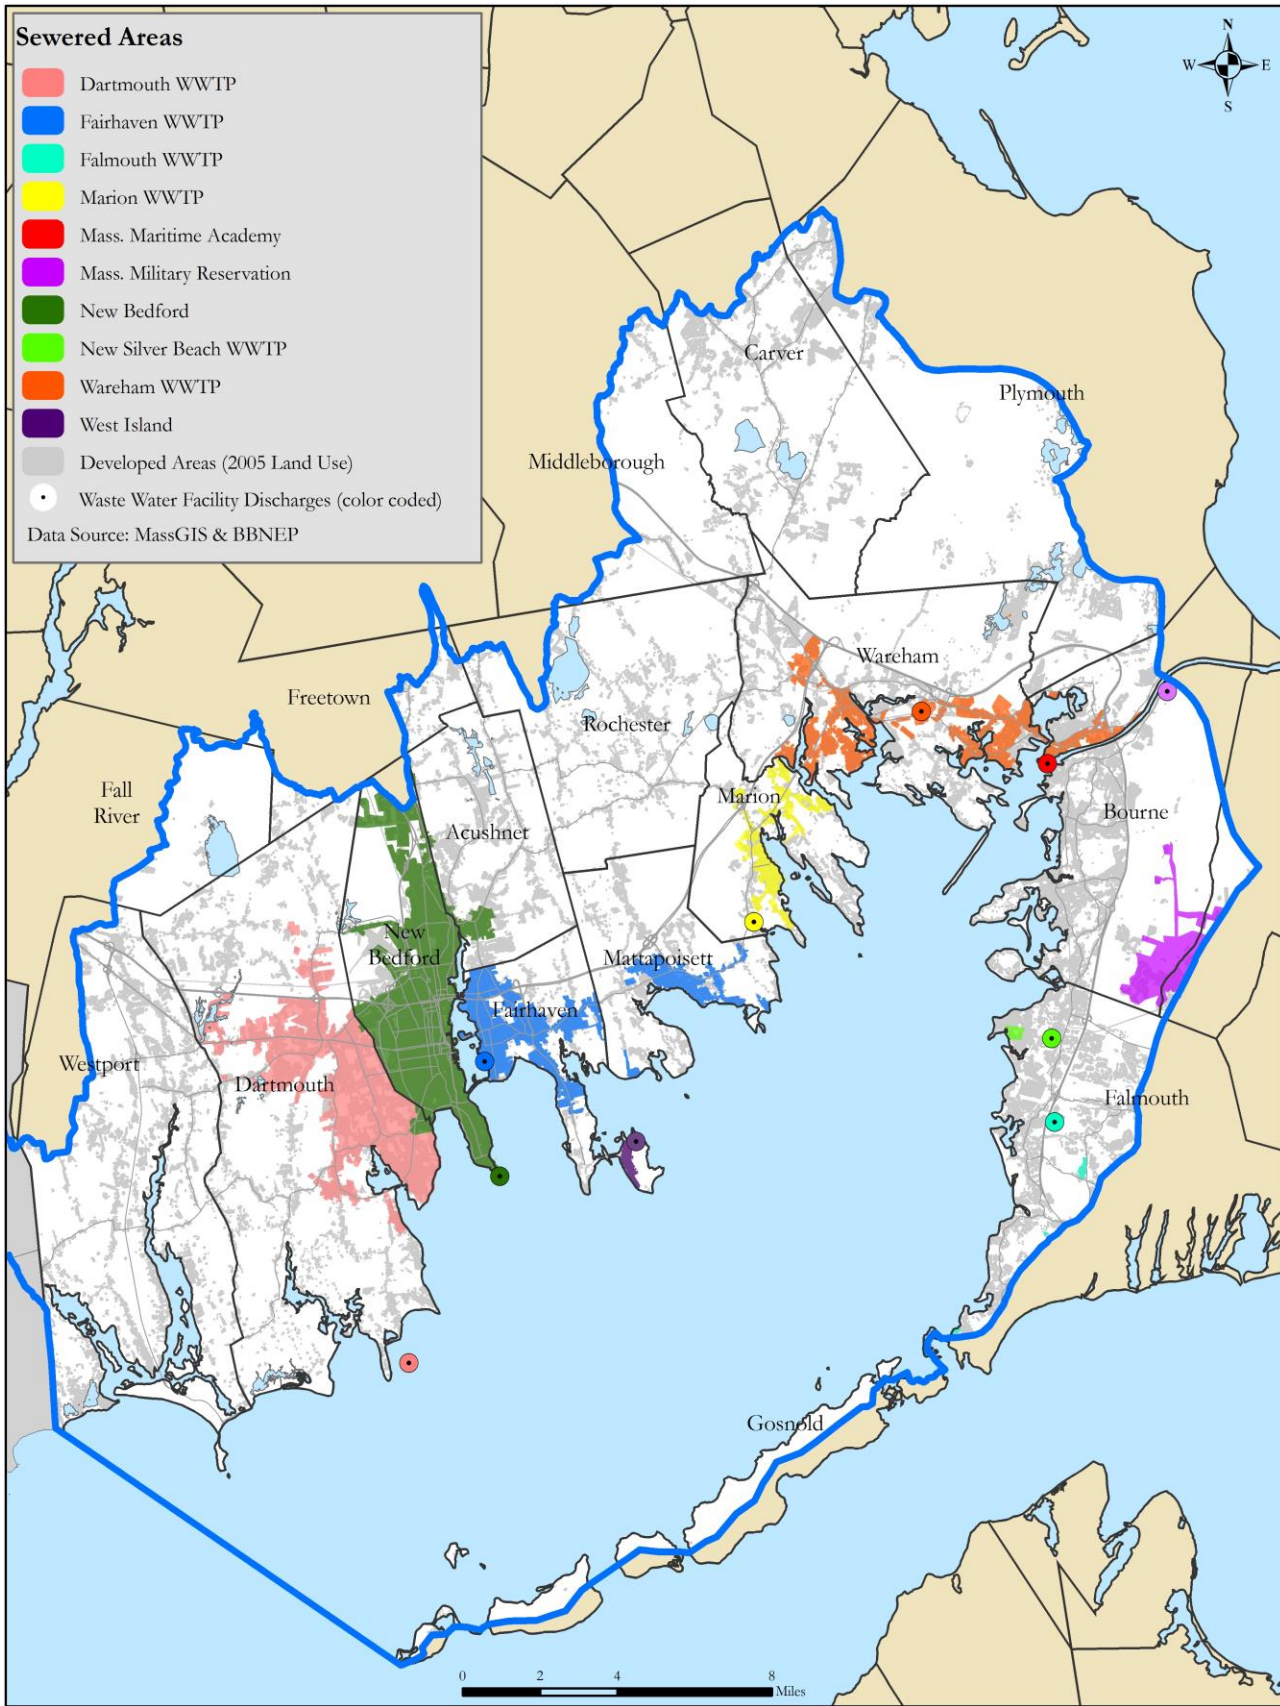 Sewered Areas
Dartmouth WWTP
Fairhaven WWTP
Falmouth WWTP
Marion WWTP
Mass. Maritime Academy
Mass. Military Reservation
New Bedford
New Silver Beach WWTP
Wareham WWTP
West Island
Developed Areas (2005 Land Use)
Waste Water Facility Discharges (color coded)
Data Source: MassGIS & BBNEP
N
W E
S
Carver
Plymouth
Middleborough
Wareham
Freetown
Rochester
Fall
River
Marion
Bourne
Acushnet
New
Bedford
Mattapoisett
Fairhaven
Westport
Dartmouth
Falmouth
Gosnold
0 2 4 8
Miles